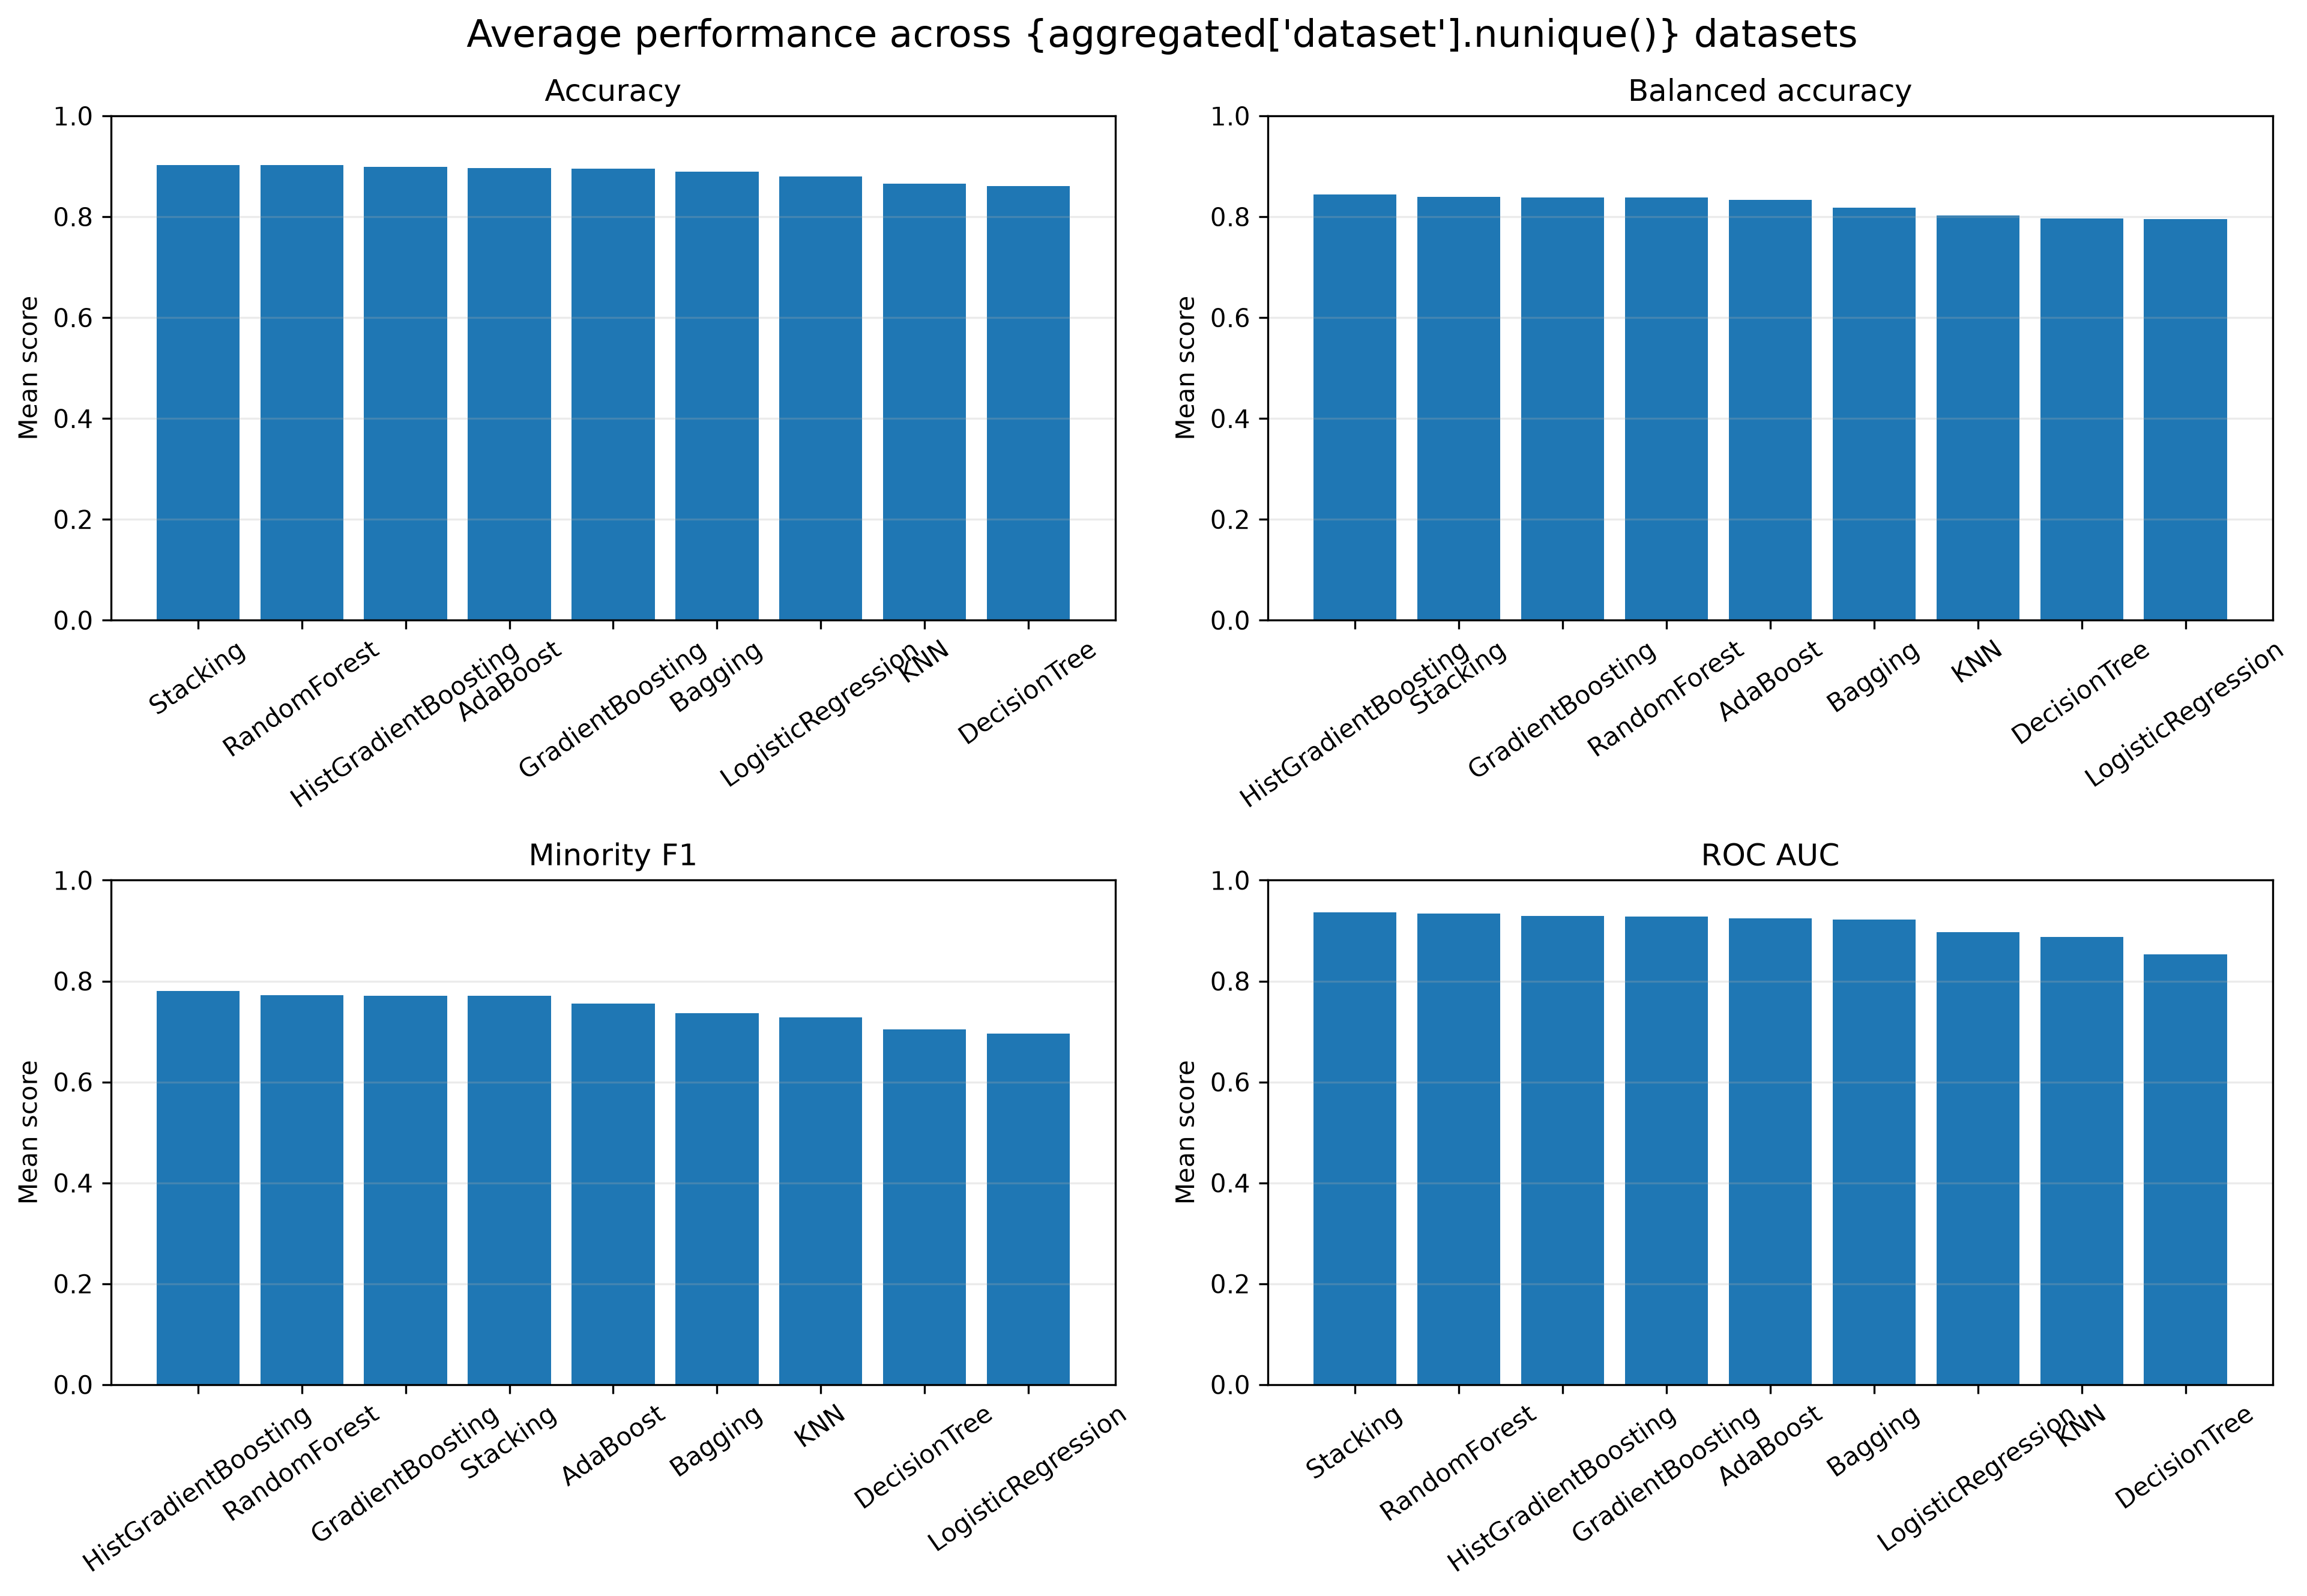 Average performance across {aggregated['dataset'].nunique()} datasets
Accuracy
Mean score
1.0
0.8
0.6
0.4
0.2
0.0
Stacking
RandomForest
HistGradientBoosting
AdaBoost
GradientBoosting
Bagging
LogisticRegression
KNN
DecisionTree
Balanced accuracy
Mean score
1.0
0.8
0.6
0.4
0.2
0.0
HistGradientBoosting
Stacking
GradientBoosting
RandomForest
AdaBoost
Bagging
KNN
DecisionTree
LogisticRegression
Minority F1
Mean score
1.0
0.8
0.6
0.4
0.2
0.0
HistGradientBoosting
RandomForest
GradientBoosting
Stacking
AdaBoost
Bagging
KNN
DecisionTree
LogisticRegression
ROC AUC
Mean score
1.0
0.8
0.6
0.4
0.2
0.0
Stacking
RandomForest
HistGradientBoosting
GradientBoosting
AdaBoost
Bagging
LogisticRegression
KNN
DecisionTree